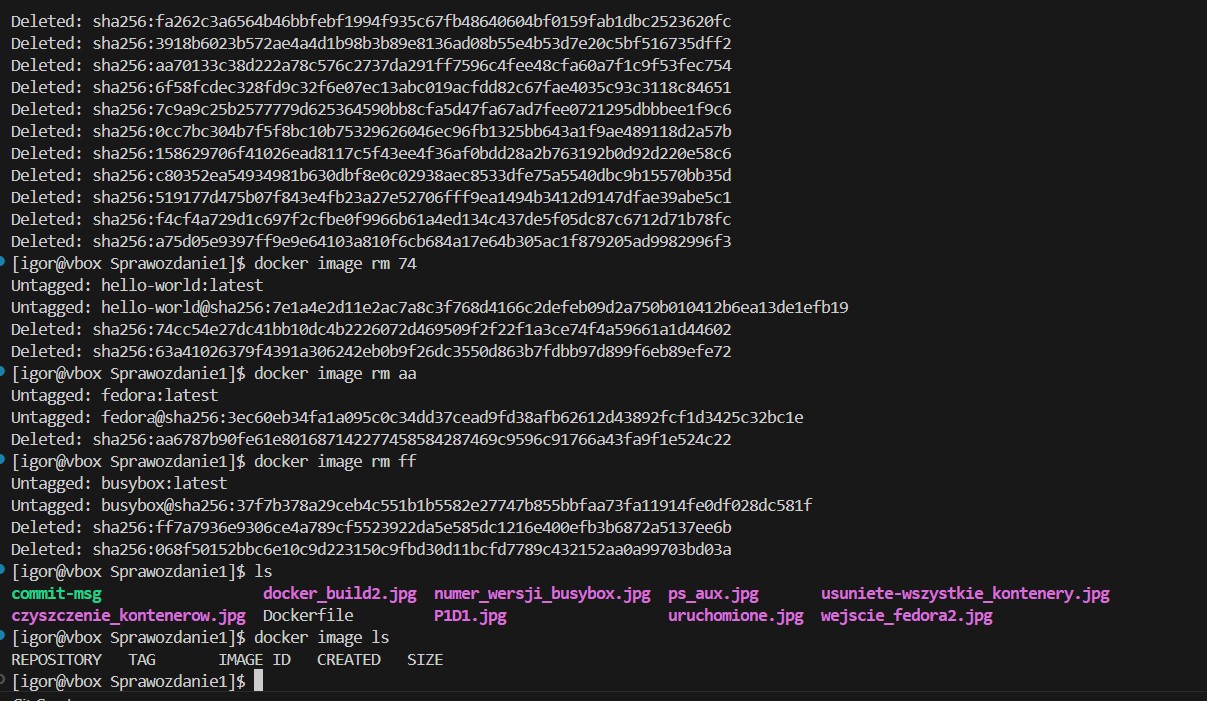 Deleted: sha256:fa262c3a6564b46bbfebf1994f935c67fb48640604bf0159fab1dbc2523620fc
Deleted: sha256:3918b6023b572ae4a4d1b98b3b89e8136ad08b55e4b53d7e20c5bf516735dff2
Deleted: sha256:aa70133c38d222a78c576c2737da291ff7596c4fee48cfa60a7f1c9f53fec754
Deleted: sha256:6f58fcdec328fd9c32f6e07ec13abc019acfdd82c67fae4035c93c3118c84651
Deleted: sha256:7c9a9c25b2577779d625364590bb8cfa5d47fa67ad7fee0721295dbbbee1f9c6
Deleted: sha256:0cc7bc304b7f5f8bc10b75329626046ec96fb1325bb643a1f9ae489118d2a57b
Deleted: sha256:158629706f41026ead8117c5f43ee4f36af0bdd28a2b763192b0d92d220e58c6
Deleted: sha256:c80352ea54934981b630dbf8e0c02938aec8533dfe75a5540dbc9b15570bb35d
Deleted: sha256:519177d475b07f843e4fb23a27e52706fff9ea1494b3412d9147dfae39abe5c1
Deleted: sha256:f4cf4a729d1c697f2cfbe0f9966b61a4ed134c437de5f05dc87c6712d71b78fc
Deleted: sha256:a75d05e9397ff9e9e64103a810f6cb684a17e64b305ac1f879205ad9982996f3
[igor@vbox Sprawozdanie1]$ docker image rm 74
Untagged: hello-world:latest
Untagged: hello-world@sha256:7e1a4e2d11e2ac7a8c3f768d4166c2defeb09d2a750b010412b6ea13de1efb19
Deleted: sha256:74cc54e27dc41bb10dc4b2226072d469509f2f22f1a3ce74f4a59661a1d44602
Deleted: sha256:63a41026379f4391a306242eb0b9f26dc3550d863b7fdbb97d899f6eb89efe72
[igor@vbox Sprawozdanie1]$ docker image rm aa
Untagged: fedora:latest
Untagged: fedora@sha256:3ec60eb34fa1a095c0c34dd37cead9fd38afb62612d43892fcf1d3425c32bc1e
Deleted: sha256:aa6787b90fe61e801687142277458584287469c9596c91766a43fa9f1e524c22
[igor@vbox Sprawozdanie1]$ docker image rm ff
Untagged: busybox:latest
Untagged: busybox@sha256:37f7b378a29ceb4c551b1b5582e27747b855bbfaa73fa11914fe0df028dc581f
Deleted: sha256:ff7a7936e9306ce4a789cf5523922da5e585dc1216e400efb3b6872a5137ee6b
Deleted: sha256:068f50152bbc6e10c9d223150c9fbd30d11bcfd7789c432152aa0a99703bd03a
[igor@vbox Sprawozdanie1]$ ls
commit-msg docker_build2.jpg numer_wersji_busybox.jpg ps_aux.jpg usuniete-wszystkie_kontenery.jpg
czyszczenie_kontenerow.jpg Dockerfile P1D1.jpg uruchomione.jpg wejscie_fedora2.jpg
[igor@vbox Sprawozdanie1]$ docker image ls
REPOSITORY TAG IMAGE ID CREATED SIZE
[igor@vbox Sprawozdanie1]$